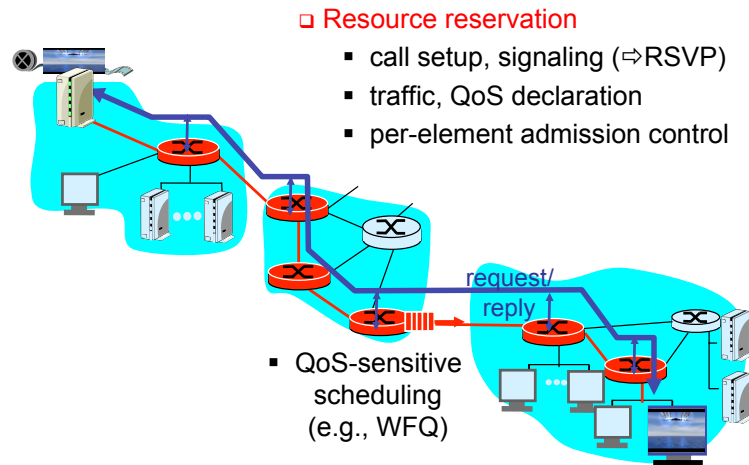 ❑ Resource reservation
▪ call setup, signaling (⇨RSVP)
▪ traffic, QoS declaration
▪ per-element admission control
request/
reply
▪ QoS-sensitive
scheduling
(e.g., WFQ)